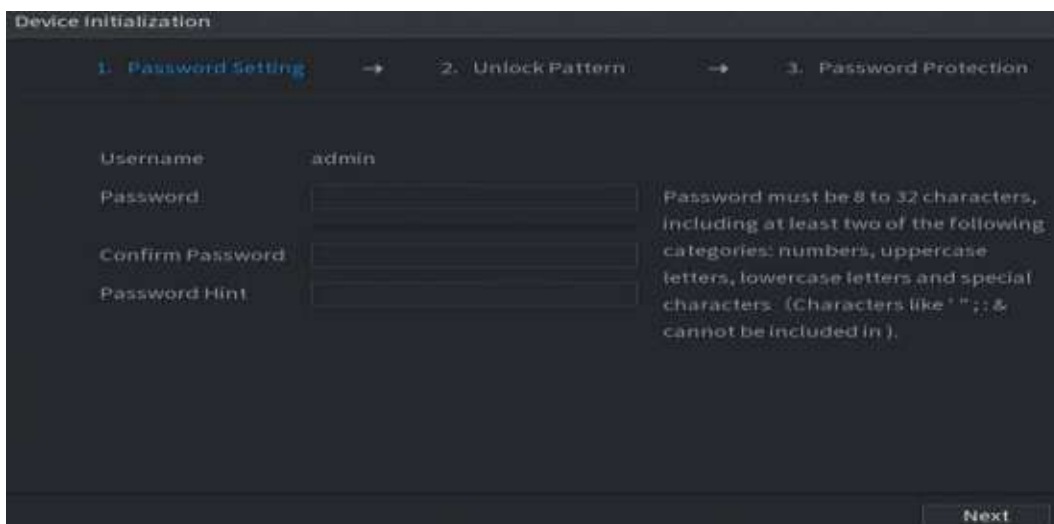 Device Initialization
1. Password Setting → 2. Unlock Pattern → 3. Password Protection
Username admin
Password
Confirm Password
Password Hint
Password must be 8 to 32 characters,
including at least two of the following
categories: numbers, uppercase
letters, lowercase letters and special
characters (Characters like ' " ; : &
cannot be included in ).
Next